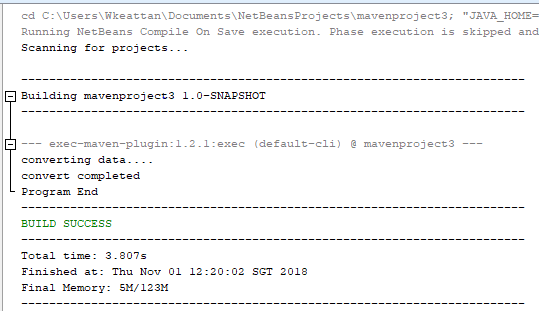 cd C:\Users\Wkeattan\Documents\NetBeansProjects\mavenproject3; "JAVA_HOME=
Running NetBeans Compile On Save execution. Phase execution is skipped and
Scanning for projects...
------------------------------------------------------------------------
Building mavenproject3 1.0-SNAPSHOT
------------------------------------------------------------------------
--- exec-maven-plugin:1.2.1:exec (default-cli) @ mavenproject3 ---
converting data....
convert completed
Program End
------------------------------------------------------------------------
BUILD SUCCESS
------------------------------------------------------------------------
Total time: 3.807s
Finished at: Thu Nov 01 12:20:02 SGT 2018
Final Memory: 5M/123M
------------------------------------------------------------------------